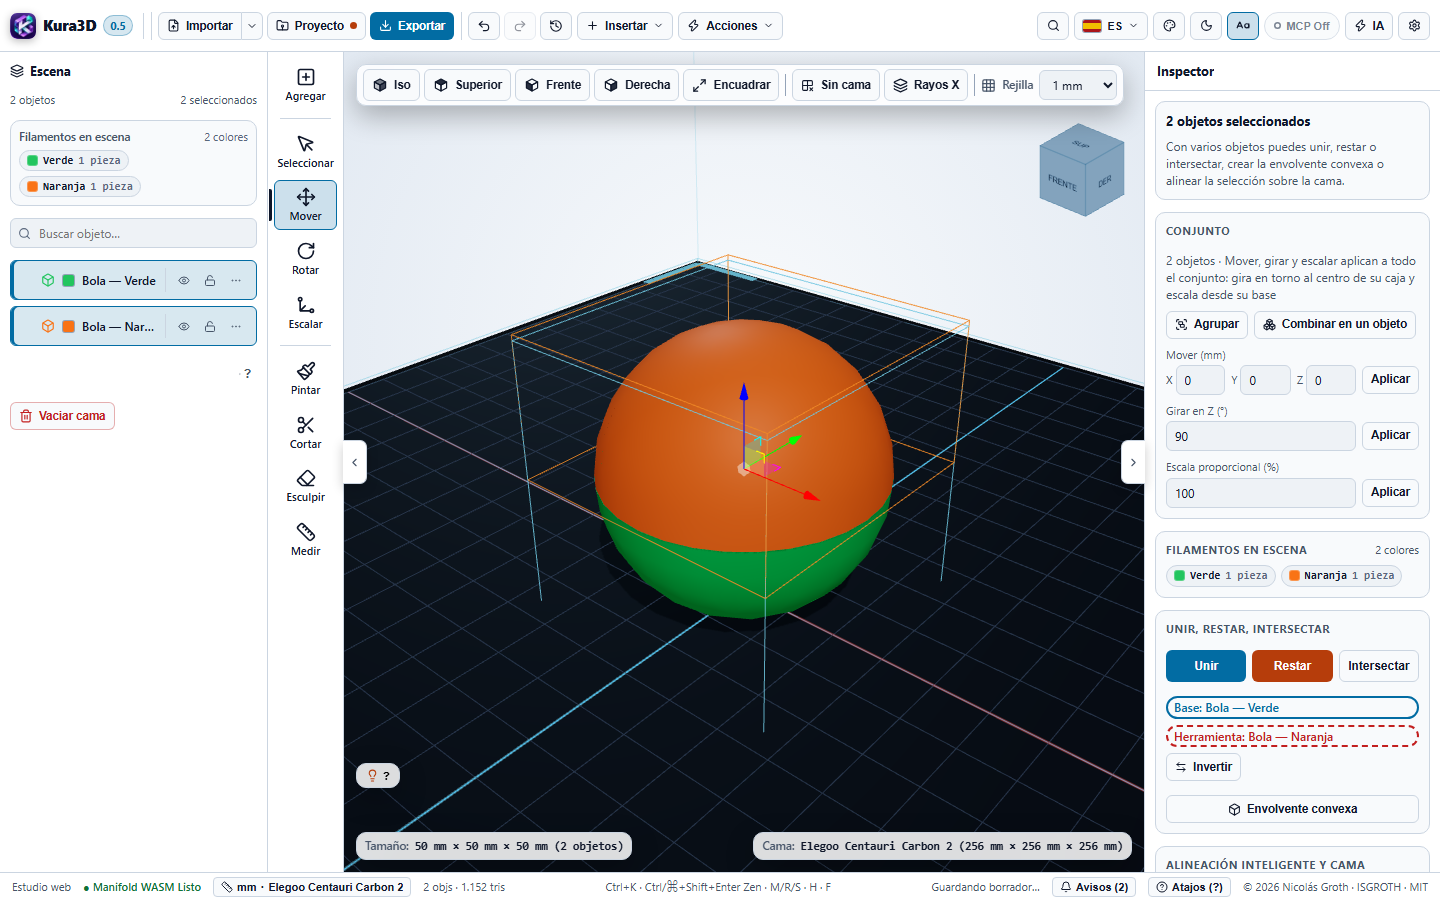 Kura3D 0.5 Importar Proyecto Exportar Insertar Acciones ES Aa MCP Off IA
Escena
2 objetos 2 seleccionados
Filamentos en escena 2 colores
Verde 1 pieza
Naranja 1 pieza
Buscar objeto...
Bola — Verde
Bola — Nar...
?
Vaciar cama
Agregar
Seleccionar
Mover
Rotar
Escalar
Pintar
Cortar
Esculpir
Medir
Iso Superior Frente Derecha Encuadrar Sin cama Rayos X Rejilla 1 mm
SUP
FRENTE DER
?
Tamaño: 50 mm × 50 mm × 50 mm (2 objetos)
Cama: Elegoo Centauri Carbon 2 (256 mm × 256 mm × 256 mm)
Inspector
2 objetos seleccionados
Con varios objetos puedes unir, restar o
intersectar, crear la envolvente convexa o
alinear la selección sobre la cama.
CONJUNTO
2 objetos · Mover, girar y escalar aplican a todo
el conjunto: gira en torno al centro de su caja y
escala desde su base
Agrupar Combinar en un objeto
Mover (mm)
X 0 Y 0 Z 0 Aplicar
Girar en Z (°)
90 Aplicar
Escala proporcional (%)
100 Aplicar
FILAMENTOS EN ESCENA 2 colores
Verde 1 pieza Naranja 1 pieza
UNIR, RESTAR, INTERSECTAR
Unir Restar Intersectar
Base: Bola — Verde
Herramienta: Bola — Naranja
Invertir
Envolvente convexa
ALINEACIÓN INTELIGENTE Y CAMA
Estudio web ● Manifold WASM Listo mm · Elegoo Centauri Carbon 2 2 objs · 1.152 tris Ctrl+K · Ctrl/⌘+Shift+Enter Zen · M/R/S · H · F Guardando borrador... Avisos (2) Atajos (?) © 2026 Nicolás Groth · ISGROTH · MIT